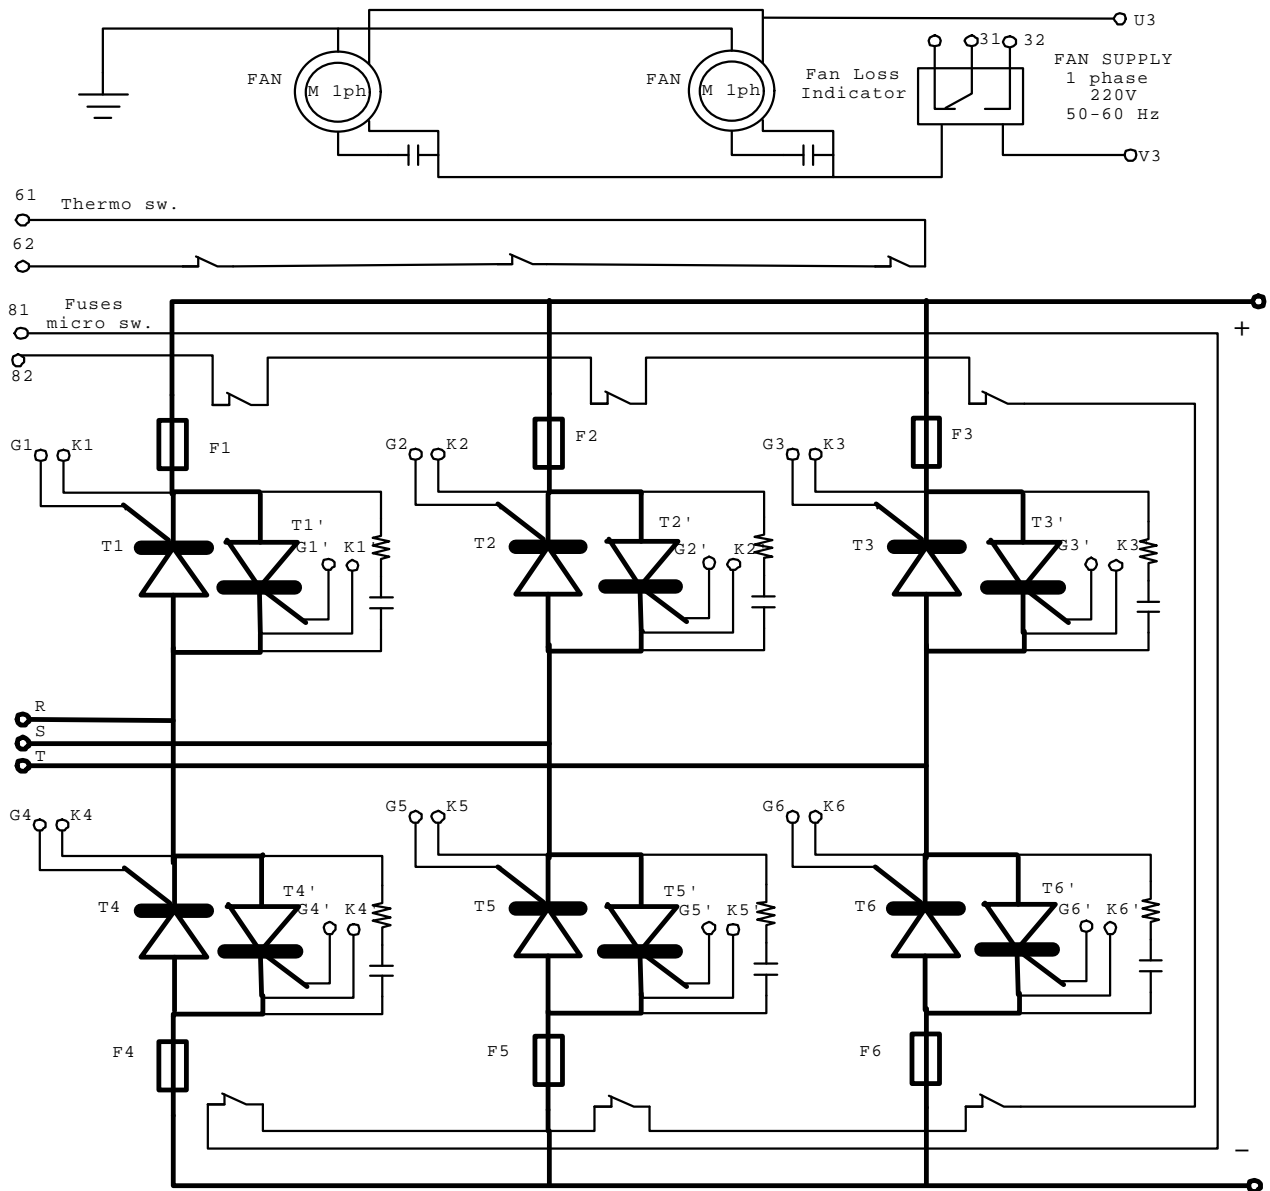 U3
31 32
FAN
M 1ph
FAN
M 1ph
Fan Loss
Indicator
FAN SUPPLY
1 phase
220V
50-60 Hz
V3
61
Thermo sw.
62
81
Fuses
micro sw.
+
82
F1
F2
F3
G1 K1
G2 K2
G3 K3
T1
T1'
G1' K1'
T2
T2'
G2' K2
T3
T3'
G3' K3
R
S
T
G4 K4
G5 K5
G6 K6
T4
T4'
G4' K4
T5
T5'
G5' K5'
T6
T6'
G6' K6'
F4
F5
F6
−